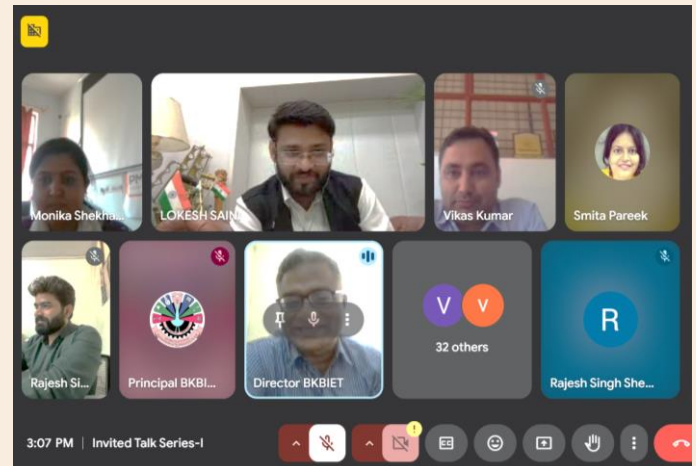 Monika Shekha...
LOKESH SAIN
Vikas Kumar
Smita Pareek
Rajesh Si...
Principal BKBI...
Director BKBIET
V V
32 others
R
Rajesh Singh She...
3:07 PM | Invited Talk Series-I
CC